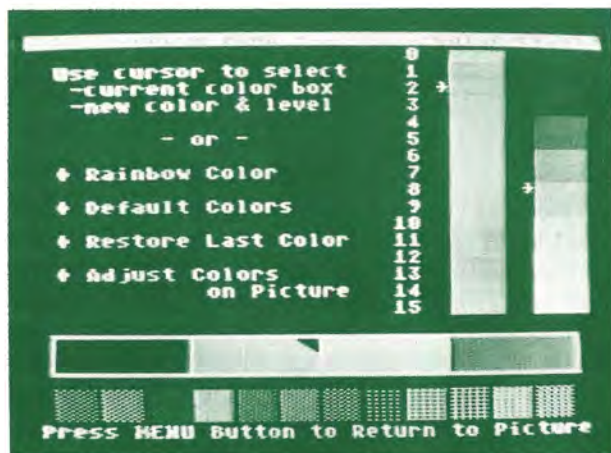 Use cursor to select
-current color box
-new color & level
- or -
Rainbow Color
Default Colors
Restore Last Color
Adjust Colors
on Picture
0
1
2
3
4
5
6
7
8
9
10
11
12
13
14
15
Press MENU Button to Return to Picture